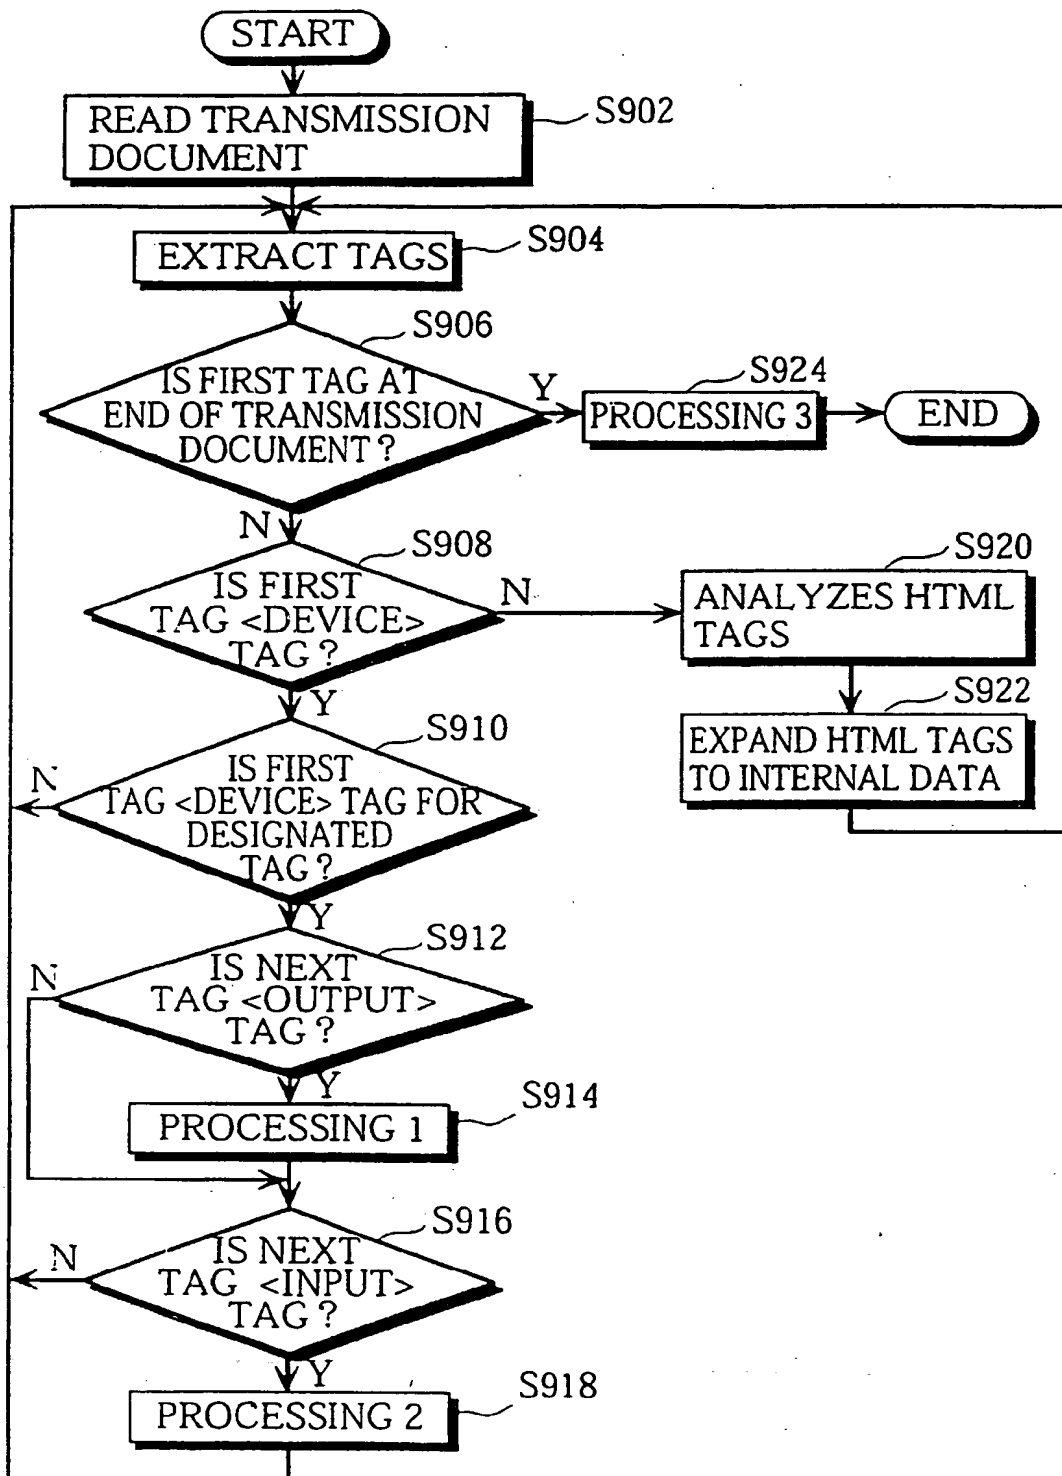 START
READ TRANSMISSION
DOCUMENT
S902
EXTRACT TAGS
S904
S906
IS FIRST TAG AT
END OF TRANSMISSION
DOCUMENT?
Y
S924
PROCESSING 3
END
N
S908
IS FIRST
TAG <DEVICE>
TAG?
N
S920
ANALYZES HTML
TAGS
Y
S922
EXPAND HTML TAGS
TO INTERNAL DATA
S910
IS FIRST
TAG <DEVICE> TAG FOR
DESIGNATED
TAG?
N
Y
S912
IS NEXT
TAG <OUTPUT>
TAG?
N
Y
S914
PROCESSING 1
S916
IS NEXT
TAG <INPUT>
TAG?
N
Y
S918
PROCESSING 2